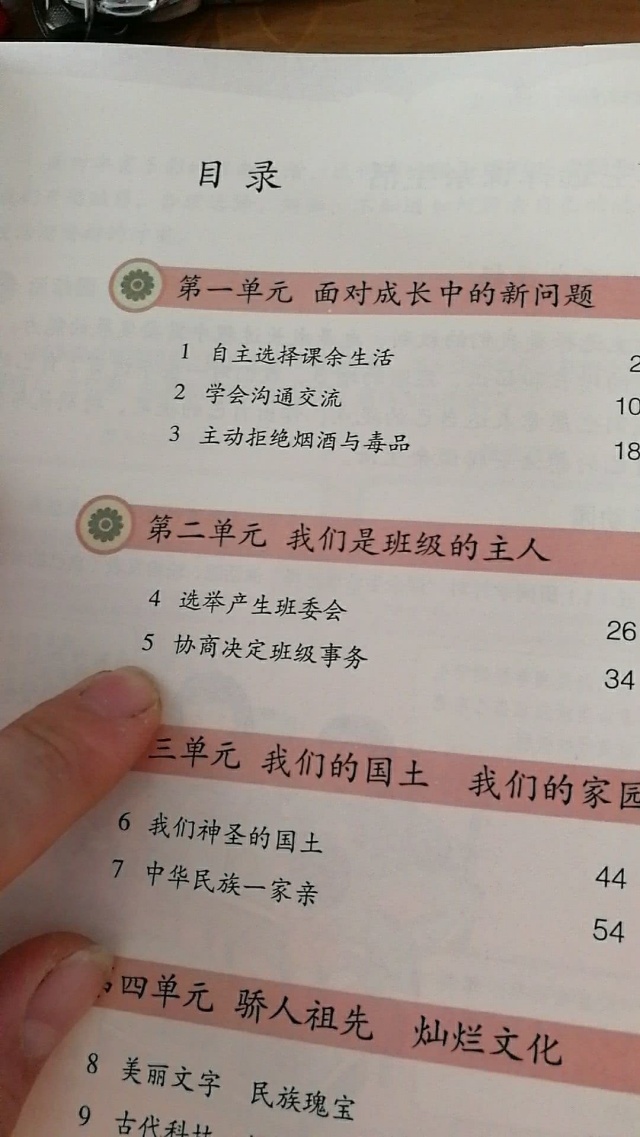 目录
第一单元 面对成长中的新问题
1 自主选择课余生活 2
2 学会沟通交流 10
3 主动拒绝烟酒与毒品 18
第二单元 我们是班级的主人
4 选举产生班委会 26
5 协商决定班级事务 34
三单元 我们的国土 我们的家园
6 我们神圣的国土 44
7 中华民族一家亲 54
四单元 骄人祖先 灿烂文化
8 美丽文字 民族瑰宝
9 古代科技